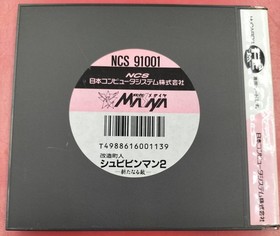 NCS 91001
NCS
日本コンピュータシステム株式会社
MASAYA
T4988616001139
改造町人
シュビビンマン2
—新たなる敵—